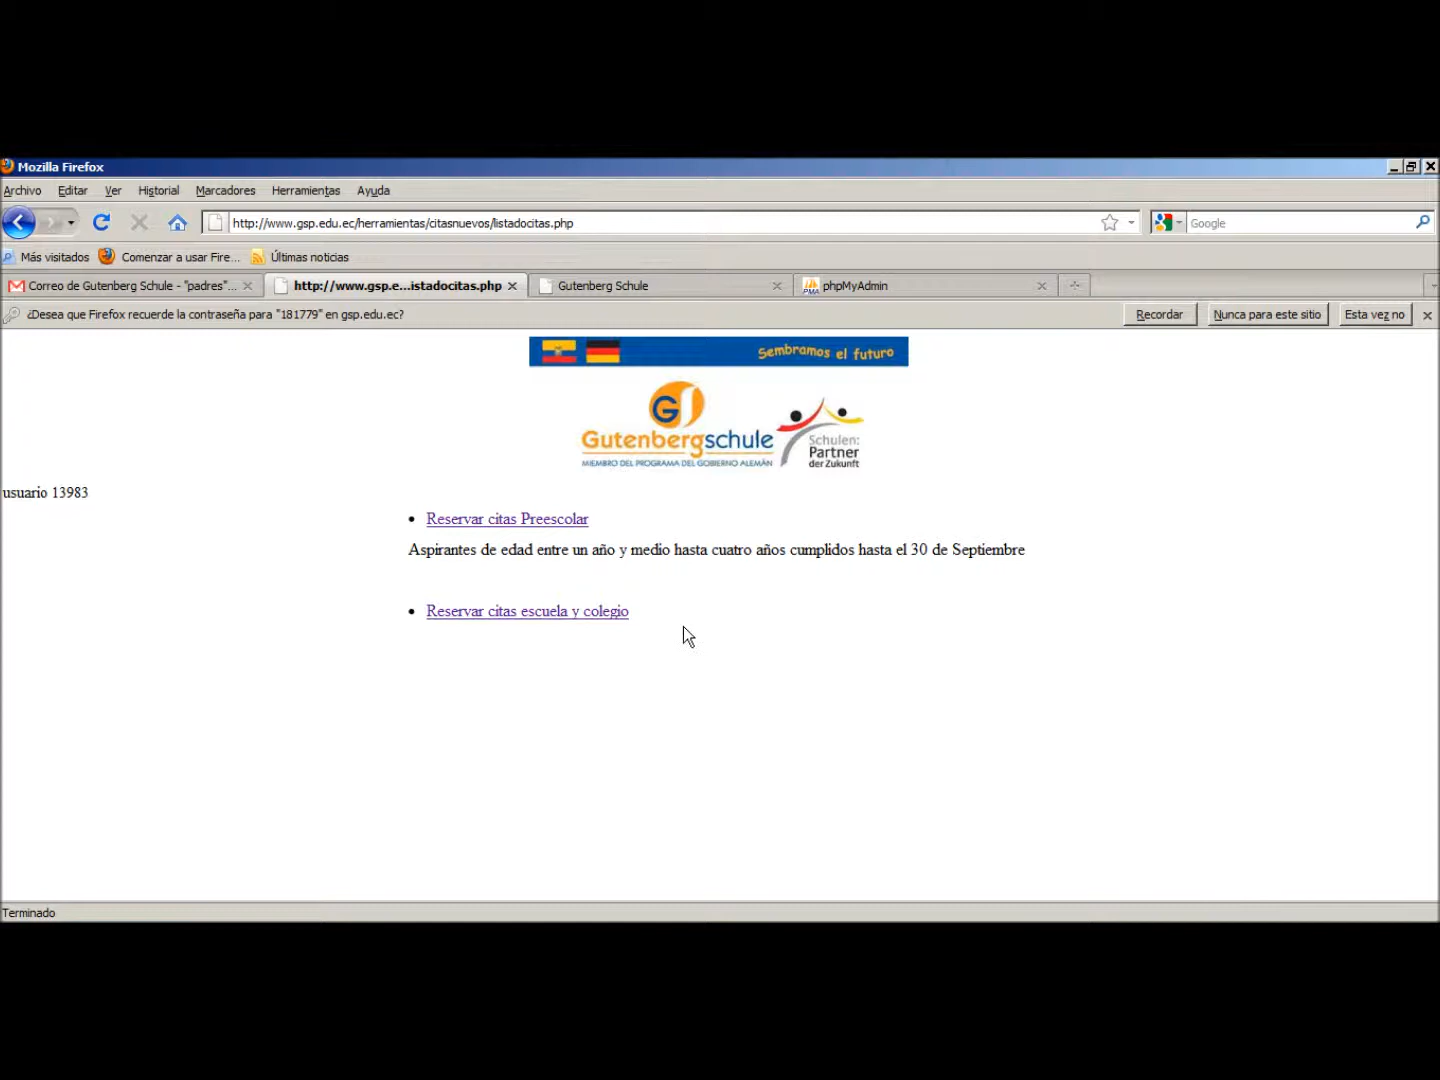 Mozilla Firefox
Archivo Editar Ver Historial Marcadores Herramientas Ayuda
http://www.gsp.edu.ec/herramientas/citasnuevos/listadocitas.php Google
Más visitados Comenzar a usar Fire... Últimas noticias
Correo de Gutenberg Schule - "padres"... http://www.gsp.e...istadocitas.php Gutenberg Schule PMA phpMyAdmin
¿Desea que Firefox recuerde la contraseña para "181779" en gsp.edu.ec? Recordar Nunca para este sitio Esta vez no
Sembramos el futuro
GS
Gutenbergschule
MIEMBRO DEL PROGRAMA DEL GOBIERNO ALEMÁN
Schulen:
Partner
der Zukunft
usuario 13983
• Reservar citas Preescolar
Aspirantes de edad entre un año y medio hasta cuatro años cumplidos hasta el 30 de Septiembre
• Reservar citas escuela y colegio
Terminado